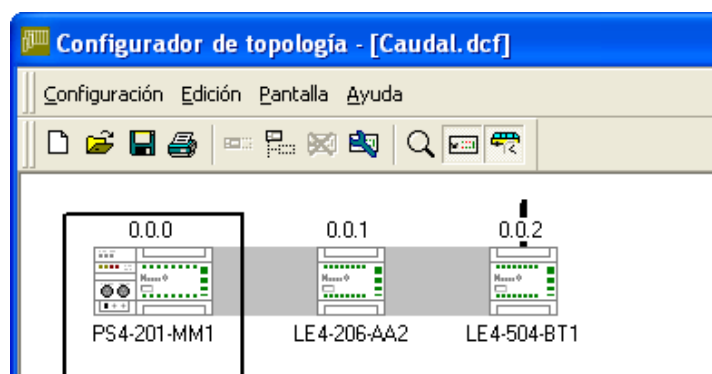 Configurador de topología - [Caudal.dcf]
Configuración Edición Pantalla Ayuda
0.0.0 0.0.1 0.0.2
PS4-201-MM1 LE4-206-AA2 LE4-504-BT1